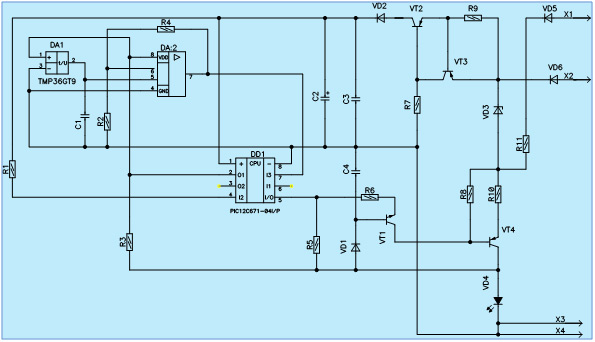 VD2 VT2 R9 VD5 X1
R4
DA1 DA:2 VT3 VD6 X2
1 + I/U 2 8 VDD
3 − 6 7
TMP36GT9 5
4 GND
C1 R2 C2 + C3 R7 VD3
R11
DD1
R1 1 + CPU − 8 C4
2 O1 I3 7
3 O2 I1 6 R6 R8 R10
4 I2 I/O 5
PIC12C671-04I/P
R3 R5 VD1 VT1 VT4
VD4
X3
X4